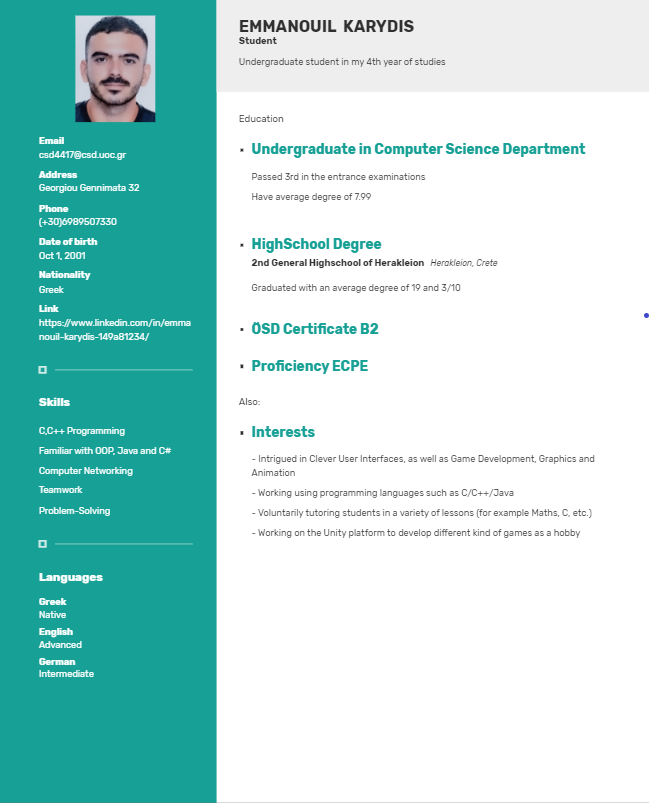 Email
csd4417@csd.uoc.gr
Address
Georgiou Gennimata 32
Phone
(+30)6989507330
Date of birth
Oct 1, 2001
Nationality
Greek
Link
https://www.linkedin.com/in/emma
nouil-karydis-149a81234/
Skills
C,C++ Programming
Familiar with OOP, Java and C#
Computer Networking
Teamwork
Problem-Solving
Languages
Greek
Native
English
Advanced
German
Intermediate
EMMANOUIL KARYDIS
Student
Undergraduate student in my 4th year of studies
Education
Undergraduate in Computer Science Department
Passed 3rd in the entrance examinations
Have average degree of 7.99
HighSchool Degree
2nd General Highschool of Herakleion Herakleion, Crete
Graduated with an average degree of 19 and 3/10
ÖSD Certificate B2
Proficiency ECPE
Also:
Interests
- Intrigued in Clever User Interfaces, as well as Game Development, Graphics and
Animation
- Working using programming languages such as C/C++/Java
- Voluntarily tutoring students in a variety of lessons (for example Maths, C, etc.)
- Working on the Unity platform to develop different kind of games as a hobby